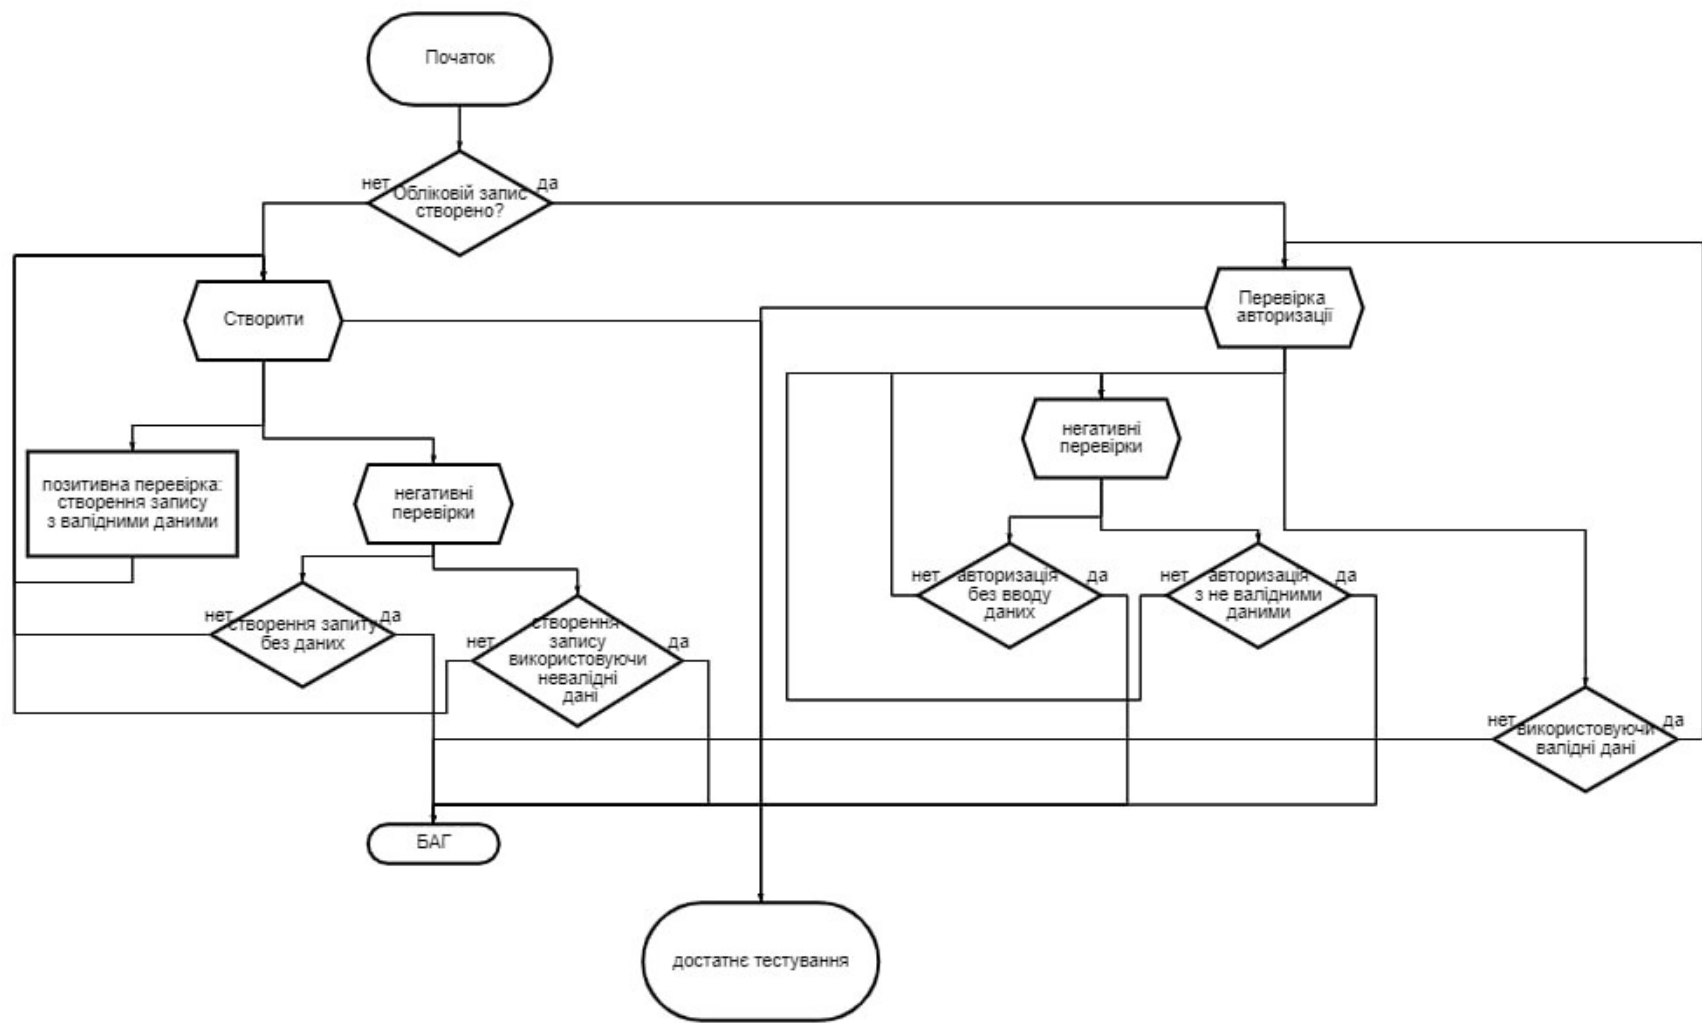 Початок
нет
да
Обліковій запис
створено?
Створити
Перевірка
авторизації
негативні
перевірки
позитивна перевірка:
створення запису
з валідними даними
негативні
перевірки
нет
авторизація
без вводу
даних
да
нет
авторизація
з не валідними
даними
да
нет
створення запиту
без даних
да
нет
створення
запису
використовуючи
невалідні
дані
да
нет
використовуючи
валідні дані
да
БАГ
достатнє тестування